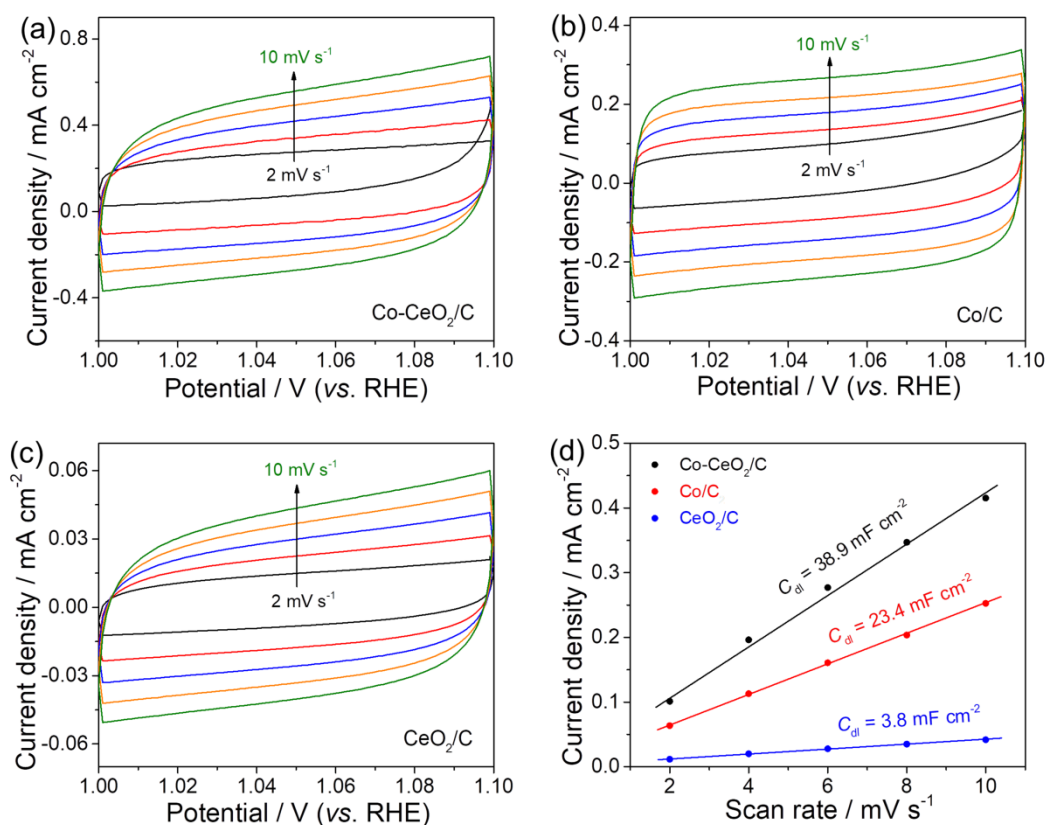 (a)
Current density / mA cm⁻²
0.8
0.4
0.0
-0.4
10 mV s⁻¹
2 mV s⁻¹
Co-CeO₂/C
1.00 1.02 1.04 1.06 1.08 1.10
Potential / V (vs. RHE)
(b)
Current density / mA cm⁻²
0.4
0.2
0.0
-0.2
-0.4
10 mV s⁻¹
2 mV s⁻¹
Co/C
1.00 1.02 1.04 1.06 1.08 1.10
Potential / V (vs. RHE)
(c)
Current density / mA cm⁻²
0.06
0.03
0.00
-0.03
-0.06
10 mV s⁻¹
2 mV s⁻¹
CeO₂/C
1.00 1.02 1.04 1.06 1.08 1.10
Potential / V (vs. RHE)
(d)
Current density / mA cm⁻²
0.5
0.4
0.3
0.2
0.1
0.0
Co-CeO₂/C
Co/C
CeO₂/C
C_dl = 38.9 mF cm⁻²
C_dl = 23.4 mF cm⁻²
C_dl = 3.8 mF cm⁻²
2 4 6 8 10
Scan rate / mV s⁻¹